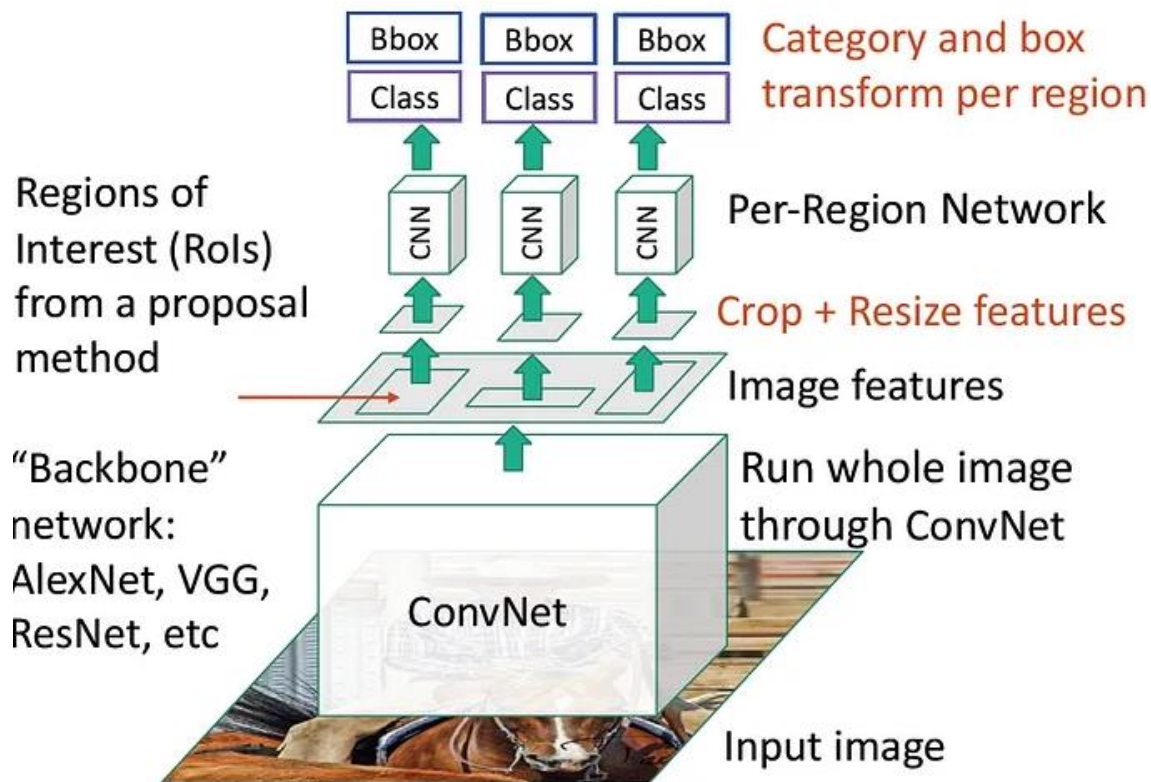 Bbox Bbox Bbox
Class Class Class
Category and box
transform per region
Regions of
Interest (RoIs)
from a proposal
method
CNN CNN CNN
Per-Region Network
Crop + Resize features
Image features
“Backbone”
network:
AlexNet, VGG,
ResNet, etc
Run whole image
through ConvNet
ConvNet
Input image